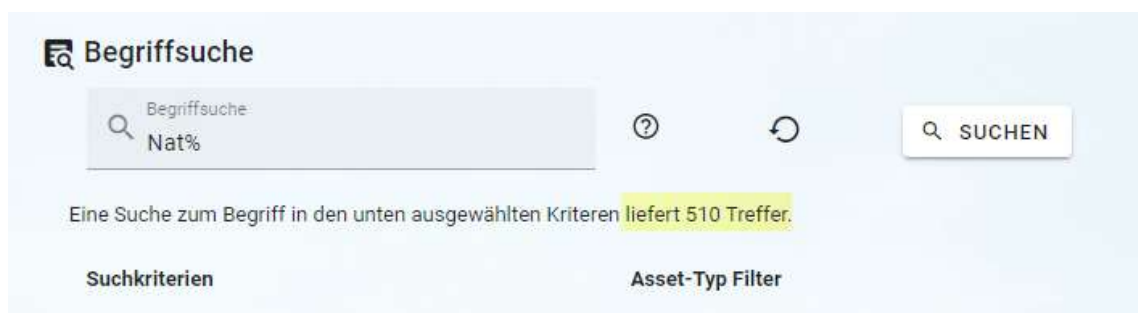 Begriffsuche
Begriffsuche
Nat%
SUCHEN
Eine Suche zum Begriff in den unten ausgewählten Kriteren liefert 510 Treffer.
Suchkriterien Asset-Typ Filter